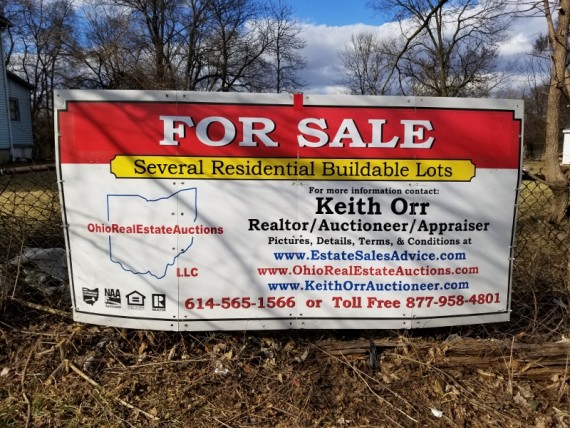 FOR SALE
Several Residential Buildable Lots
OhioRealEstateAuctions
LLC
For more information contact:
Keith Orr
Realtor/Auctioneer/Appraiser
Pictures, Details, Terms, & Conditions at
www.EstateSalesAdvice.com
www.OhioRealEstateAuctions.com
www.KeithOrrAuctioneer.com
NAA
614-565-1566 or Toll Free 877-958-4801